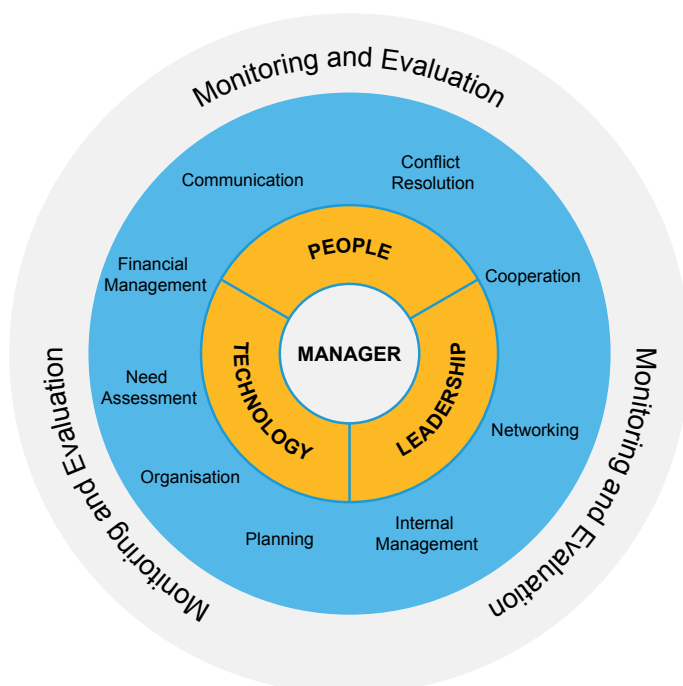 Monitoring and Evaluation
Communication
Conflict
Resolution
Financial
Management
PEOPLE
Cooperation
MANAGER
TECHNOLOGY
LEADERSHIP
Need
Assessment
Networking
Organisation
Planning
Internal
Management
Monitoring and Evaluation
Monitoring and Evaluation